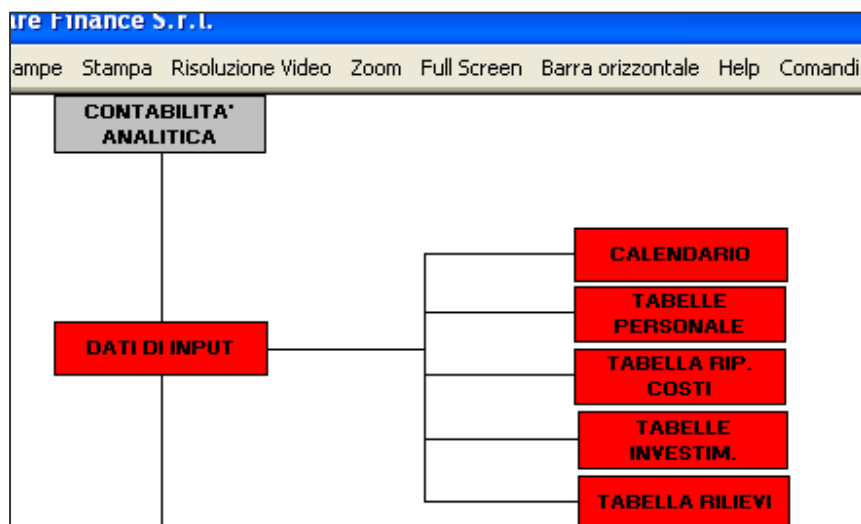 are Finance S.r.l.
ampe Stampa Risoluzione Video Zoom Full Screen Barra orizzontale Help Comandi
CONTABILITA'
ANALITICA
CALENDARIO
TABELLE
PERSONALE
DATI DI INPUT
TABELLA RIP.
COSTI
TABELLE
INVESTIM.
TABELLA RILIEVI